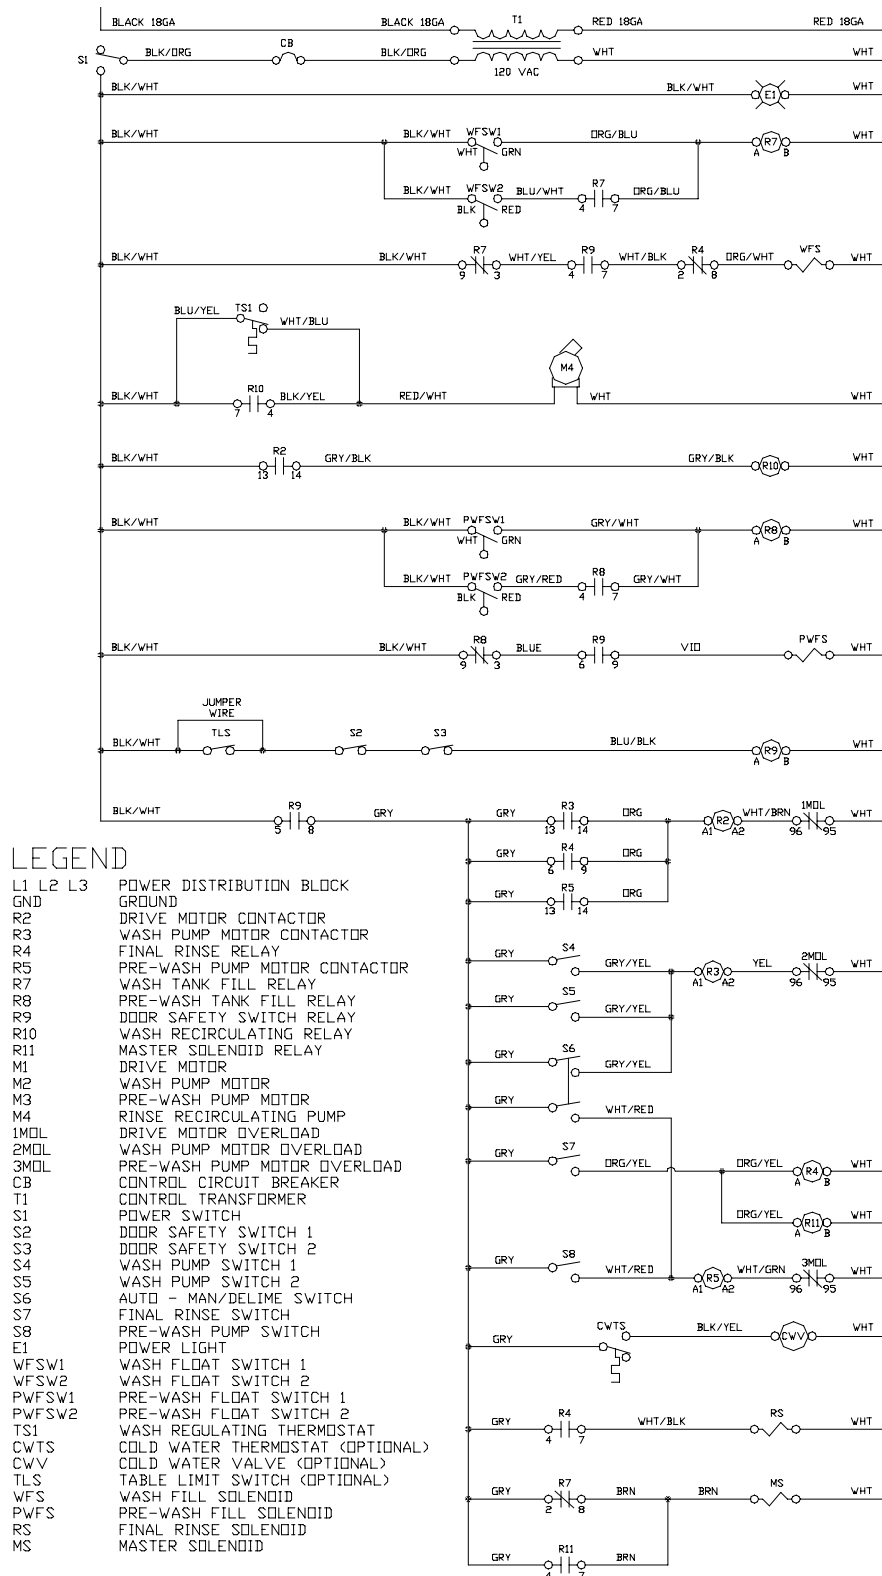 BLACK 18GA BLACK 18GA T1 RED 18GA RED 18GA
S1 BLK/ORG CB BLK/ORG 120 VAC WHT WHT
BLK/WHT BLK/WHT E1 WHT
BLK/WHT BLK/WHT WFSW1 ORG/BLU R7 WHT
WHT GRN A B
BLK/WHT WFSW2 BLU/WHT R7 ORG/BLU
BLK RED 4 7
BLK/WHT BLK/WHT R7 WHT/YEL R9 WHT/BLK R4 ORG/WHT WFS WHT
9 3 4 7 2 8
BLU/YEL TS1 WHT/BLU
M4
BLK/WHT R10 BLK/YEL RED/WHT WHT WHT
7 4
BLK/WHT R2 GRY/BLK GRY/BLK R10 WHT
13 14
BLK/WHT BLK/WHT PWFSW1 GRY/WHT R8 WHT
WHT GRN A B
BLK/WHT PWFSW2 GRY/RED R8 GRY/WHT
BLK RED 4 7
BLK/WHT BLK/WHT R8 BLUE R9 VIO PWFS WHT
9 3 6 9
JUMPER
WIRE
BLK/WHT TLS S2 S3 BLU/BLK R9 WHT
A B
BLK/WHT R9 GRY GRY R3 ORG R2 WHT/BRN 1MOL WHT
5 8 13 14 A1 A2 96 95
GRY R4 ORG
6 9
GRY R5 ORG
13 14
GRY S4 GRY/YEL R3 YEL 2MOL WHT
A1 A2 96 95
GRY S5 GRY/YEL
GRY S6 GRY/YEL
GRY WHT/RED
GRY S7 ORG/YEL ORG/YEL R4 WHT
A B
ORG/YEL R11 WHT
A B
GRY S8 WHT/RED R5 WHT/GRN 3MOL WHT
A1 A2 96 95
GRY CWTS BLK/YEL CWV WHT
GRY R4 WHT/BLK RS WHT
4 7
GRY R7 BRN BRN MS WHT
2 8
GRY R11 BRN
4 7
LEGEND
L1 L2 L3 POWER DISTRIBUTION BLOCK
GND GROUND
R2 DRIVE MOTOR CONTACTOR
R3 WASH PUMP MOTOR CONTACTOR
R4 FINAL RINSE RELAY
R5 PRE-WASH PUMP MOTOR CONTACTOR
R7 WASH TANK FILL RELAY
R8 PRE-WASH TANK FILL RELAY
R9 DOOR SAFETY SWITCH RELAY
R10 WASH RECIRCULATING RELAY
R11 MASTER SOLENOID RELAY
M1 DRIVE MOTOR
M2 WASH PUMP MOTOR
M3 PRE-WASH PUMP MOTOR
M4 RINSE RECIRCULATING PUMP
1MOL DRIVE MOTOR OVERLOAD
2MOL WASH PUMP MOTOR OVERLOAD
3MOL PRE-WASH PUMP MOTOR OVERLOAD
CB CONTROL CIRCUIT BREAKER
T1 CONTROL TRANSFORMER
S1 POWER SWITCH
S2 DOOR SAFETY SWITCH 1
S3 DOOR SAFETY SWITCH 2
S4 WASH PUMP SWITCH 1
S5 WASH PUMP SWITCH 2
S6 AUTO - MAN/DELIME SWITCH
S7 FINAL RINSE SWITCH
S8 PRE-WASH PUMP SWITCH
E1 POWER LIGHT
WFSW1 WASH FLOAT SWITCH 1
WFSW2 WASH FLOAT SWITCH 2
PWFSW1 PRE-WASH FLOAT SWITCH 1
PWFSW2 PRE-WASH FLOAT SWITCH 2
TS1 WASH REGULATING THERMOSTAT
CWTS COLD WATER THERMOSTAT (OPTIONAL)
CWV COLD WATER VALVE (OPTIONAL)
TLS TABLE LIMIT SWITCH (OPTIONAL)
WFS WASH FILL SOLENOID
PWFS PRE-WASH FILL SOLENOID
RS FINAL RINSE SOLENOID
MS MASTER SOLENOID